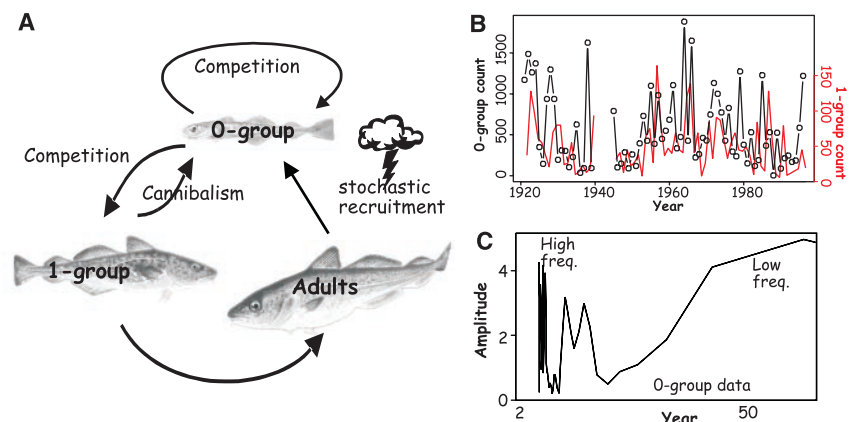 A
Competition
0-group
Competition
Cannibalism
stochastic
recruitment
1-group
Adults
B
0-group count
0 500 1000 1500
1920 1940 1960 1980
Year
0 50 100 150
1-group count
C
High
freq.
Low
freq.
Amplitude
0 2 4
0-group data
2 50
Year